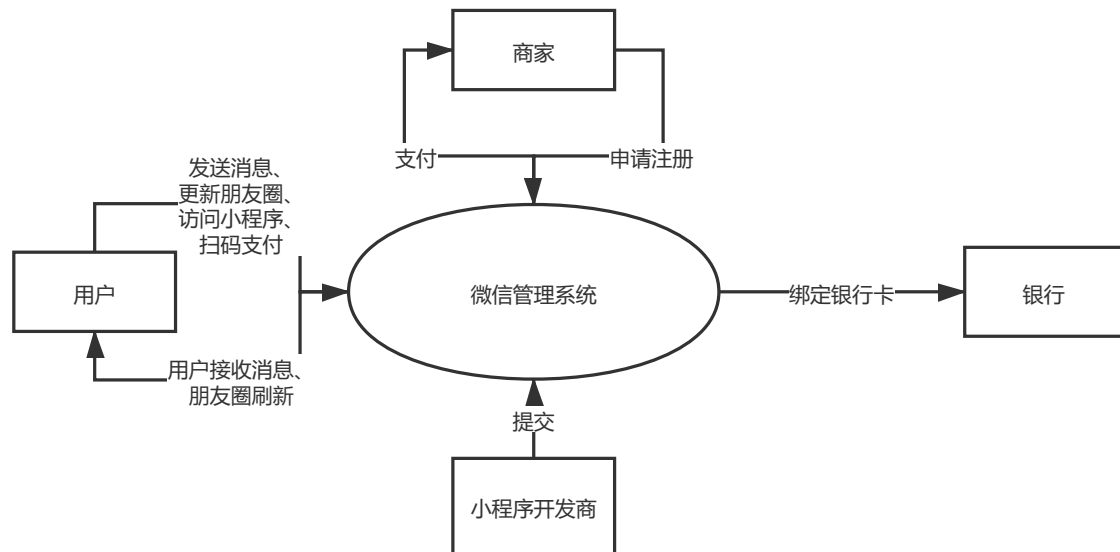 商家
支付
申请注册
发送消息、
更新朋友圈、
访问小程序、
扫码支付
用户
微信管理系统
绑定银行卡
银行
用户接收消息、
朋友圈刷新
提交
小程序开发商